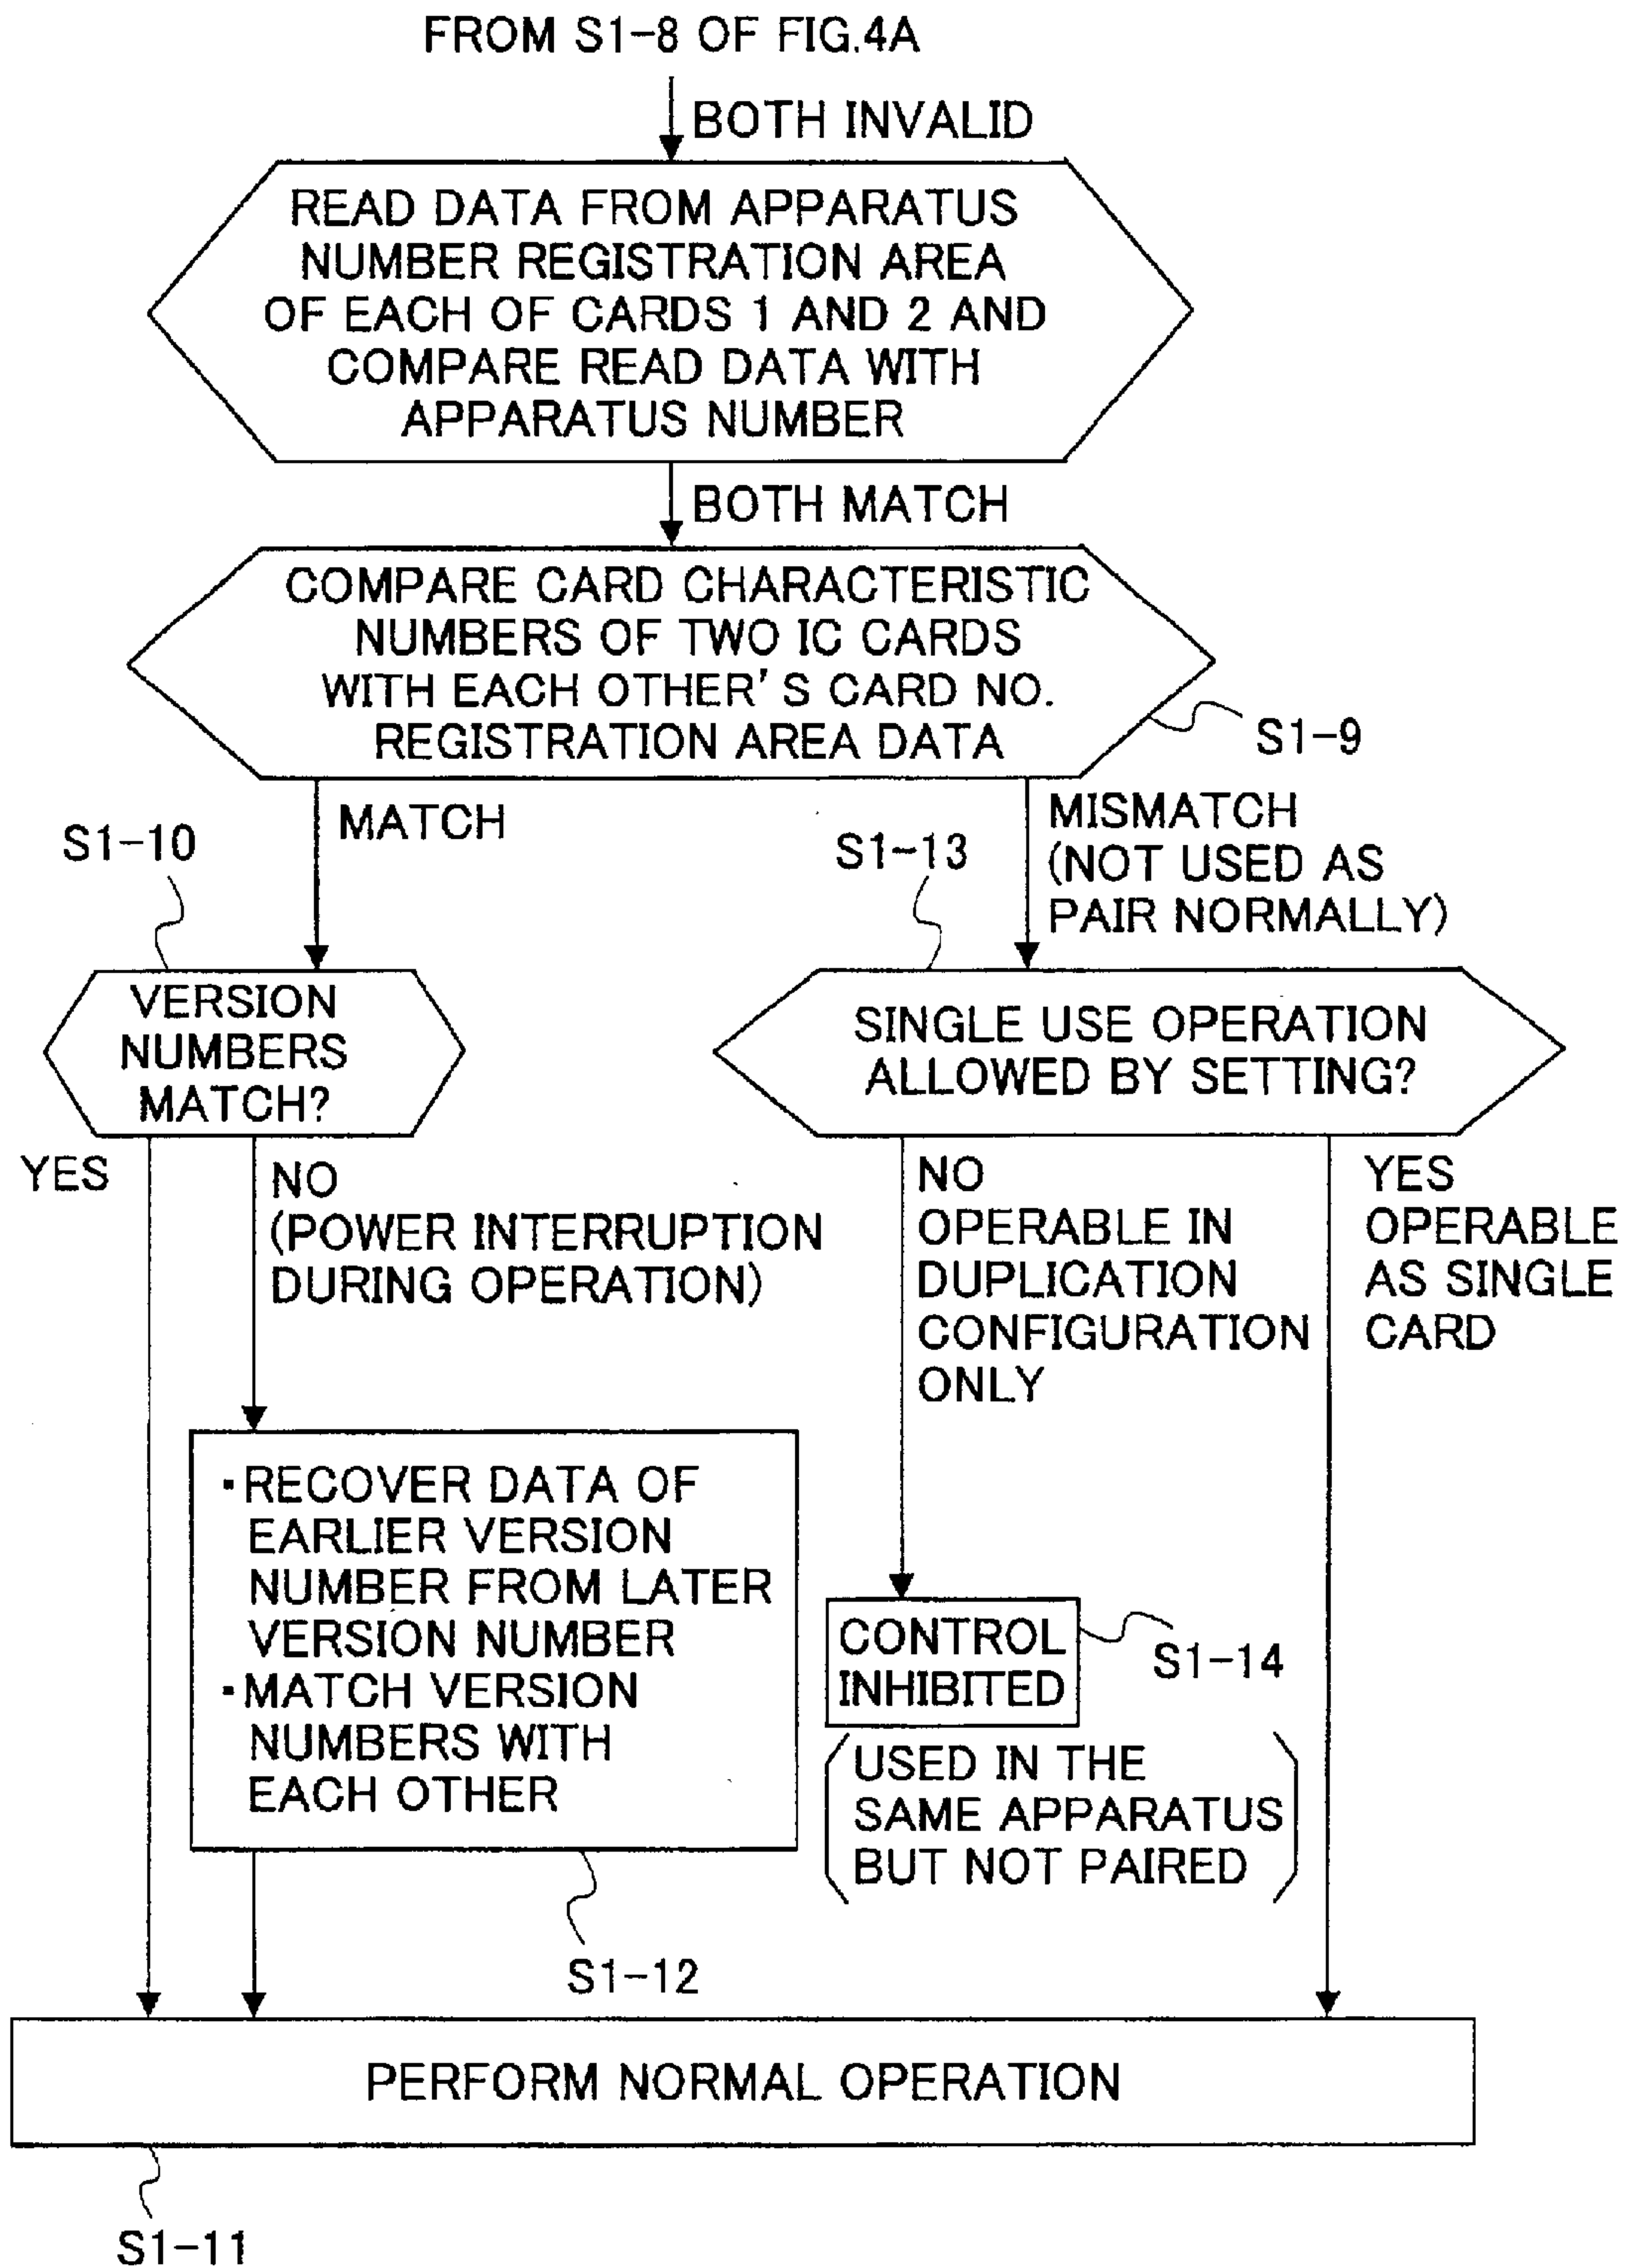 FROM S1-8 OF FIG.4A
BOTH INVALID
READ DATA FROM APPARATUS
NUMBER REGISTRATION AREA
OF EACH OF CARDS 1 AND 2 AND
COMPARE READ DATA WITH
APPARATUS NUMBER
BOTH MATCH
COMPARE CARD CHARACTERISTIC
NUMBERS OF TWO IC CARDS
WITH EACH OTHER'S CARD NO.
REGISTRATION AREA DATA
S1-9
MATCH
MISMATCH
(NOT USED AS
PAIR NORMALLY)
S1-10
S1-13
VERSION
NUMBERS
MATCH?
SINGLE USE OPERATION
ALLOWED BY SETTING?
YES
NO
(POWER INTERRUPTION
DURING OPERATION)
NO
OPERABLE IN
DUPLICATION
CONFIGURATION
ONLY
YES
OPERABLE
AS SINGLE
CARD
・RECOVER DATA OF
EARLIER VERSION
NUMBER FROM LATER
VERSION NUMBER
・MATCH VERSION
NUMBERS WITH
EACH OTHER
CONTROL
INHIBITED
S1-14
(USED IN THE
SAME APPARATUS
BUT NOT PAIRED)
S1-12
PERFORM NORMAL OPERATION
S1-11